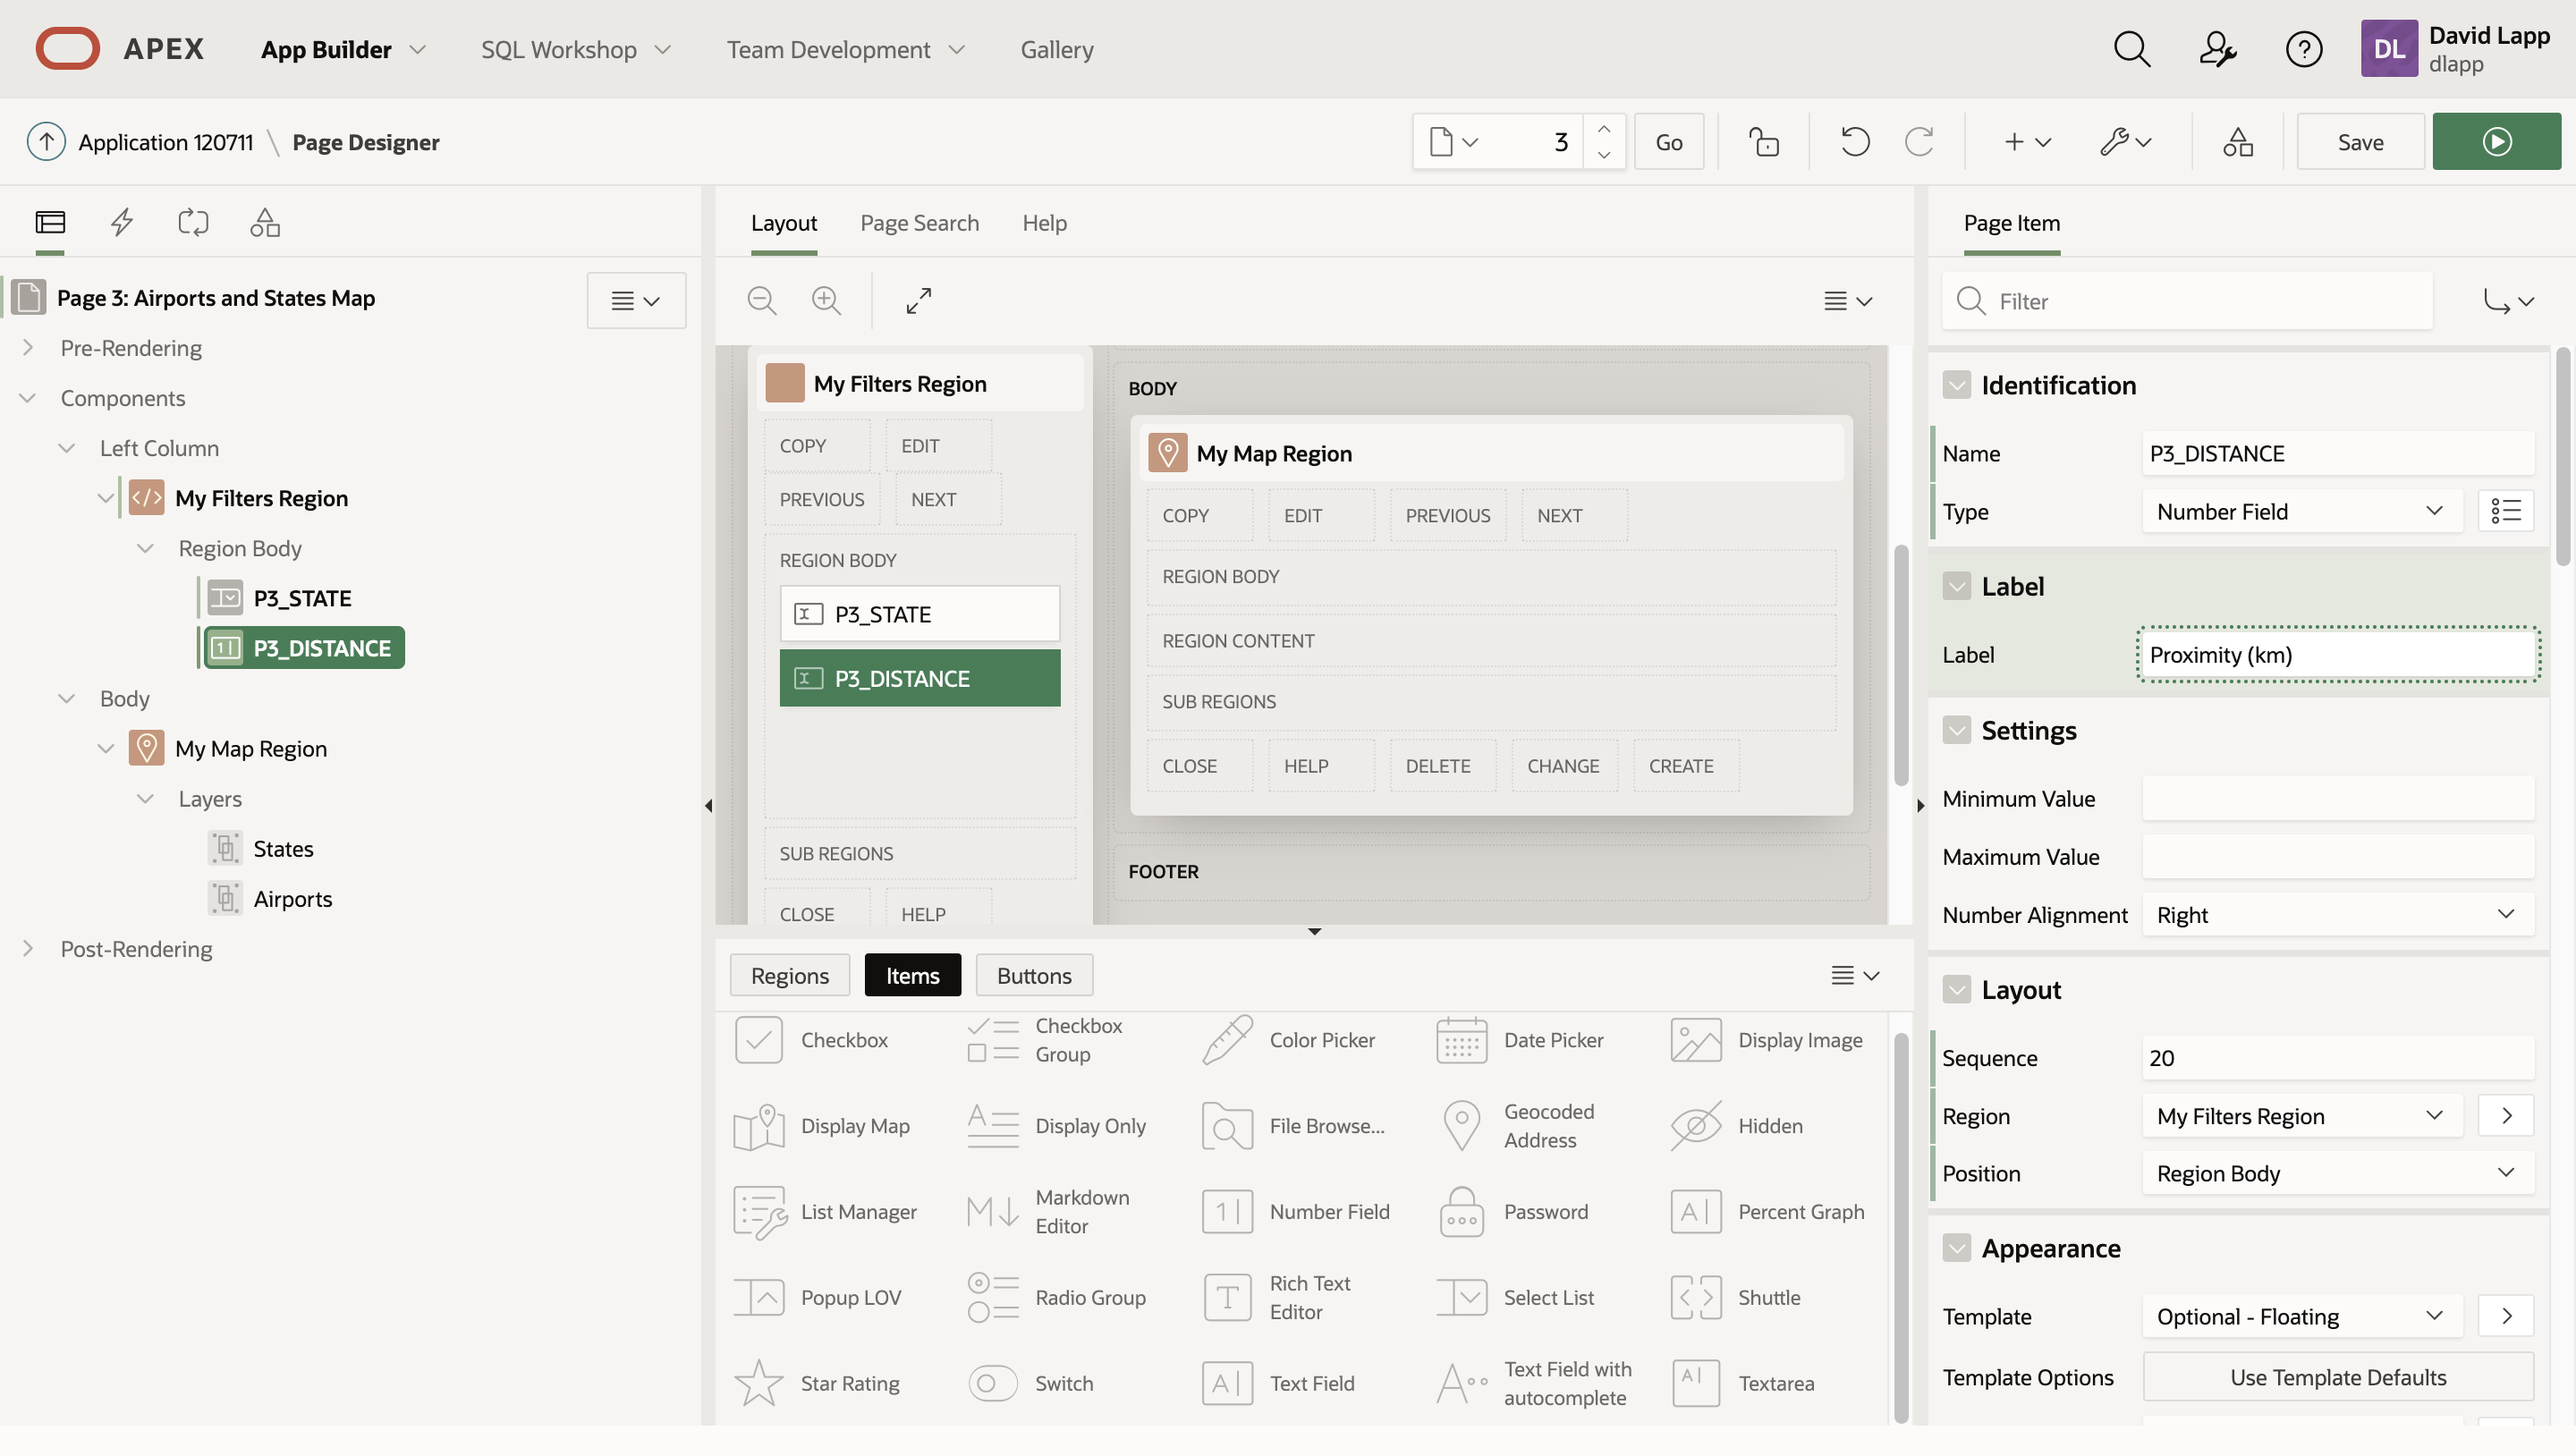 APEX App Builder SQL Workshop Team Development Gallery DL David Lapp
dlapp
Application 120711 \ Page Designer 3 Go Save
Page 3: Airports and States Map
Pre-Rendering
Components
Left Column
My Filters Region
Region Body
P3_STATE
P3_DISTANCE
Body
My Map Region
Layers
States
Airports
Post-Rendering
Layout Page Search Help
My Filters Region
COPY EDIT
PREVIOUS NEXT
REGION BODY
P3_STATE
P3_DISTANCE
SUB REGIONS
CLOSE HELP
BODY
My Map Region
COPY EDIT PREVIOUS NEXT
REGION BODY
REGION CONTENT
SUB REGIONS
CLOSE HELP DELETE CHANGE CREATE
FOOTER
Regions Items Buttons
Checkbox
Checkbox
Group
Color Picker
Date Picker
Display Image
Display Map
Display Only
File Browse...
Geocoded
Address
Hidden
List Manager
Markdown
Editor
Number Field
Password
Percent Graph
Popup LOV
Radio Group
Rich Text
Editor
Select List
Shuttle
Star Rating
Switch
Text Field
Text Field with
autocomplete
Textarea
Page Item
Filter
Identification
Name P3_DISTANCE
Type Number Field
Label
Label Proximity (km)
Settings
Minimum Value
Maximum Value
Number Alignment Right
Layout
Sequence 20
Region My Filters Region
Position Region Body
Appearance
Template Optional - Floating
Template Options Use Template Defaults